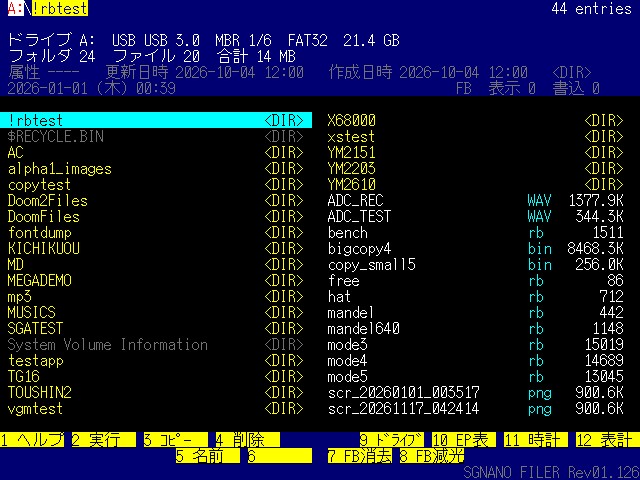 A:\!rbtest 44 entries
ドライブ A: USB USB 3.0 MBR 1/6 FAT32 21.4 GB
フォルダ 24 ファイル 20 合計 14 MB
属性 ---- 更新日時 2026-10-04 12:00 作成日時 2026-10-04 12:00 <DIR>
2026-01-01 (木) 00:39 FB 表示 0 書込 0
!rbtest <DIR>
$RECYCLE.BIN <DIR>
AC <DIR>
alpha1_images <DIR>
copytest <DIR>
Doom2Files <DIR>
DoomFiles <DIR>
fontdump <DIR>
KICHIKUOU <DIR>
MD <DIR>
MEGADEMO <DIR>
mp3 <DIR>
MUSICS <DIR>
SGATEST <DIR>
System Volume Information <DIR>
testapp <DIR>
TG16 <DIR>
TOUSHIN2 <DIR>
vgmtest <DIR>
X68000 <DIR>
xstest <DIR>
YM2151 <DIR>
YM2203 <DIR>
YM2610 <DIR>
ADC_REC WAV 1377.9K
ADC_TEST WAV 344.3K
bench rb 1511
bigcopy4 bin 8468.3K
copy_small5 bin 256.0K
free rb 86
hat rb 712
mandel rb 442
mandel640 rb 1148
mode3 rb 15019
mode4 rb 14689
mode5 rb 13045
scr_20260101_003517 png 900.6K
scr_20261117_042414 png 900.6K
1 ヘルプ 2 実行 3 ｺﾋﾟｰ 4 削除 9 ﾄﾞﾗｲﾌﾞ 10 EP表 11 時計 12 表計
5 名前 6 7 FB消去 8 FB減光
SGNANO FILER Rev01.126